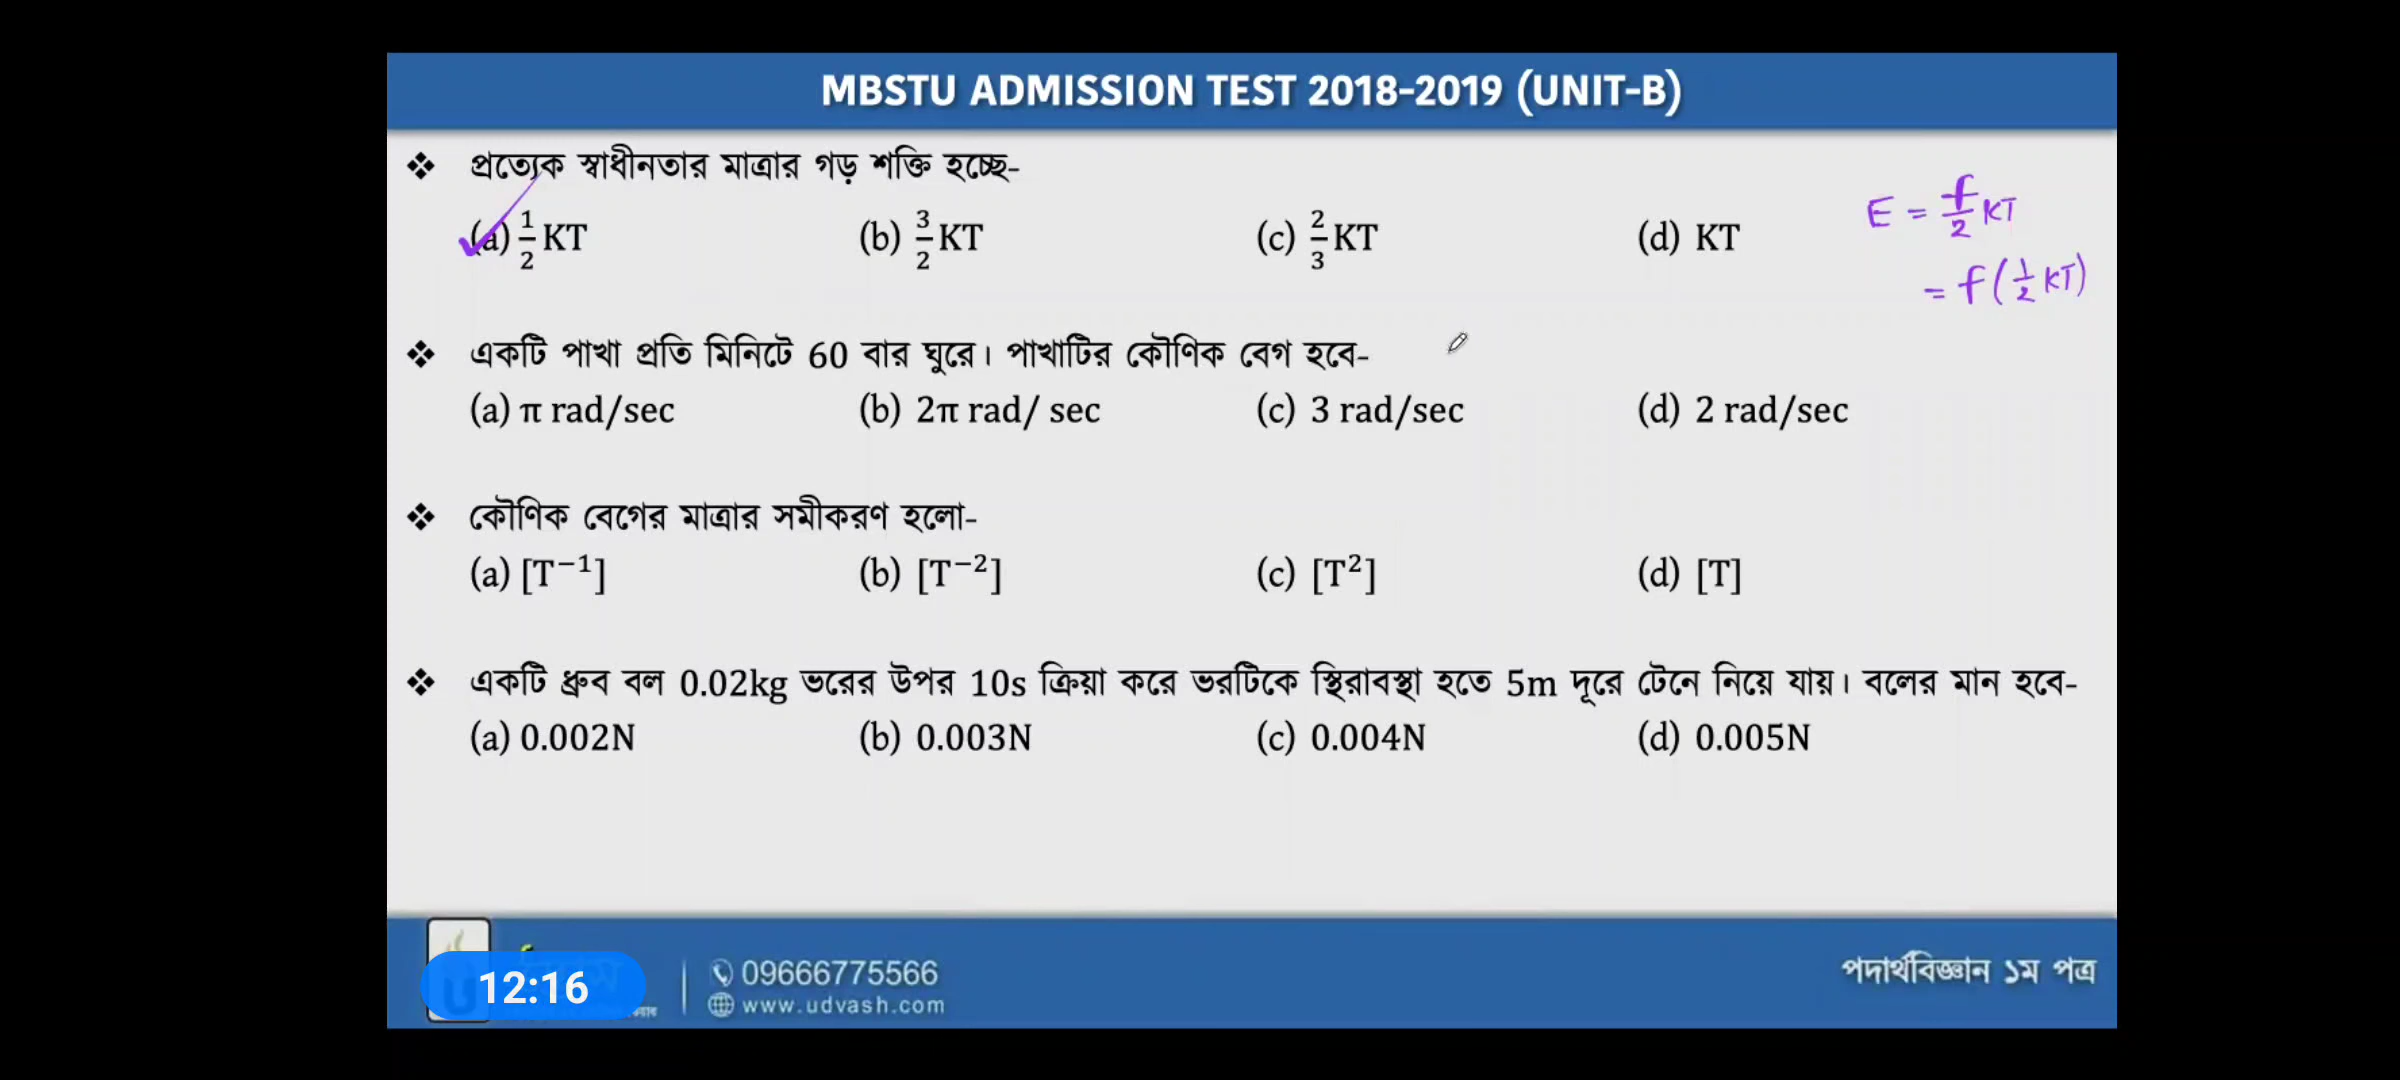 MBSTU ADMISSION TEST 2018-2019 (UNIT-B)
❖ প্রত্যেক স্বাধীনতার মাত্রার গড় শক্তি হচ্ছে-
(a) 1/2 KT (b) 3/2 KT (c) 2/3 KT (d) KT
E = f/2 KT
= f(1/2 KT)
❖ একটি পাখা প্রতি মিনিটে 60 বার ঘুরে। পাখাটির কৌণিক বেগ হবে-
(a) π rad/sec (b) 2π rad/ sec (c) 3 rad/sec (d) 2 rad/sec
❖ কৌণিক বেগের মাত্রার সমীকরণ হলো-
(a) [T⁻¹] (b) [T⁻²] (c) [T²] (d) [T]
❖ একটি ধ্রুব বল 0.02kg ভরের উপর 10s ক্রিয়া করে ভরটিকে স্থিরাবস্থা হতে 5m দূরে টেনে নিয়ে যায়। বলের মান হবে-
(a) 0.002N (b) 0.003N (c) 0.004N (d) 0.005N
12:16
09666775566
www.udvash.com
পদার্থবিজ্ঞান ১ম পত্র